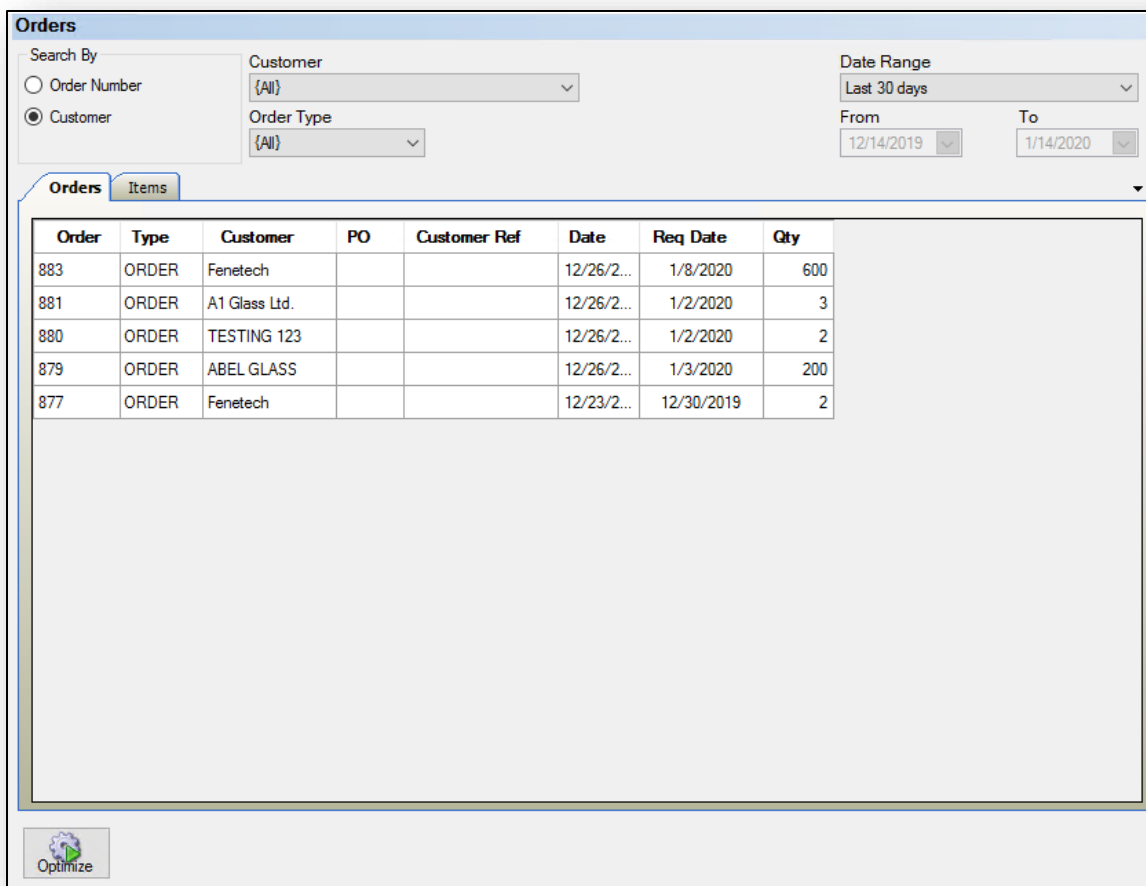 Orders
Search By
Order Number
Customer
Customer
{All}
Order Type
{All}
Date Range
Last 30 days
From To
12/14/2019 1/14/2020
Orders Items
Order Type Customer PO Customer Ref Date Req Date Qty
883 ORDER Fenetech 12/26/2... 1/8/2020 600
881 ORDER A1 Glass Ltd. 12/26/2... 1/2/2020 3
880 ORDER TESTING 123 12/26/2... 1/2/2020 2
879 ORDER ABEL GLASS 12/26/2... 1/3/2020 200
877 ORDER Fenetech 12/23/2... 12/30/2019 2
Optimize